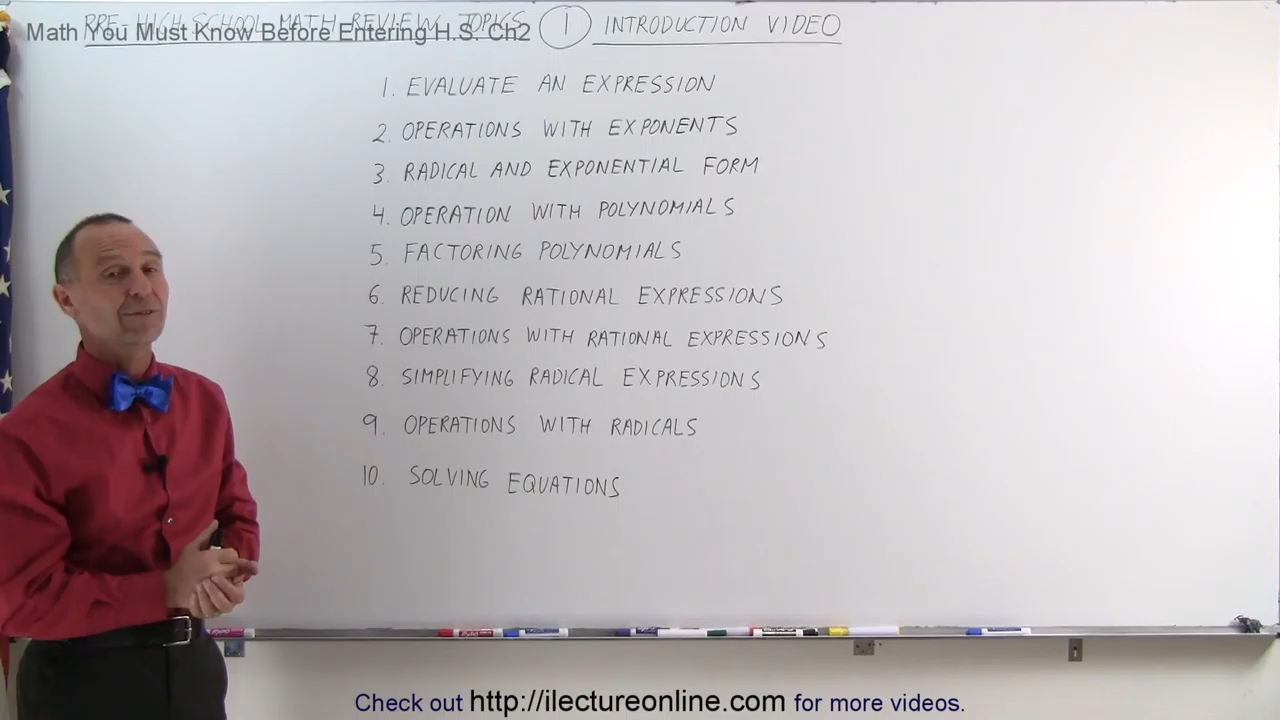 PRE-HIGH SCHOOL MATH REVIEW TOPICS 1 INTRODUCTION VIDEO
Math You Must Know Before Entering H.S. Ch2
1. EVALUATE AN EXPRESSION
2. OPERATIONS WITH EXPONENTS
3. RADICAL AND EXPONENTIAL FORM
4. OPERATION WITH POLYNOMIALS
5. FACTORING POLYNOMIALS
6. REDUCING RATIONAL EXPRESSIONS
7. OPERATIONS WITH RATIONAL EXPRESSIONS
8. SIMPLIFYING RADICAL EXPRESSIONS
9. OPERATIONS WITH RADICALS
10. SOLVING EQUATIONS
Check out http://ilectureonline.com for more videos.